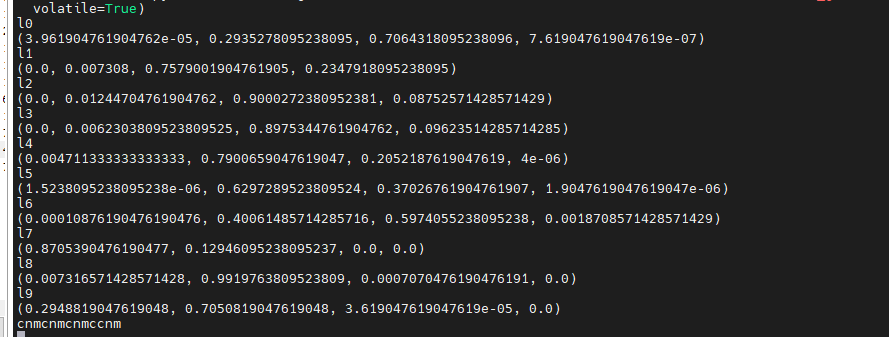 volatile=True)
l0
(3.961904761904762e-05, 0.2935278095238095, 0.7064318095238096, 7.619047619047619e-07)
l1
(0.0, 0.007308, 0.7579001904761905, 0.2347918095238095)
l2
(0.0, 0.01244704761904762, 0.9000272380952381, 0.08752571428571429)
l3
(0.0, 0.0062303809523809525, 0.8975344761904762, 0.09623514285714285)
l4
(0.004711333333333333, 0.7900659047619047, 0.2052187619047619, 4e-06)
l5
(1.5238095238095238e-06, 0.6297289523809524, 0.37026761904761907, 1.9047619047619047e-06)
l6
(0.00010876190476190476, 0.40061485714285716, 0.5974055238095238, 0.0018708571428571429)
l7
(0.8705390476190477, 0.12946095238095237, 0.0, 0.0)
l8
(0.007316571428571428, 0.9919763809523809, 0.0007070476190476191, 0.0)
l9
(0.2948819047619048, 0.7050819047619048, 3.619047619047619e-05, 0.0)
cnmcnmcnmccnm